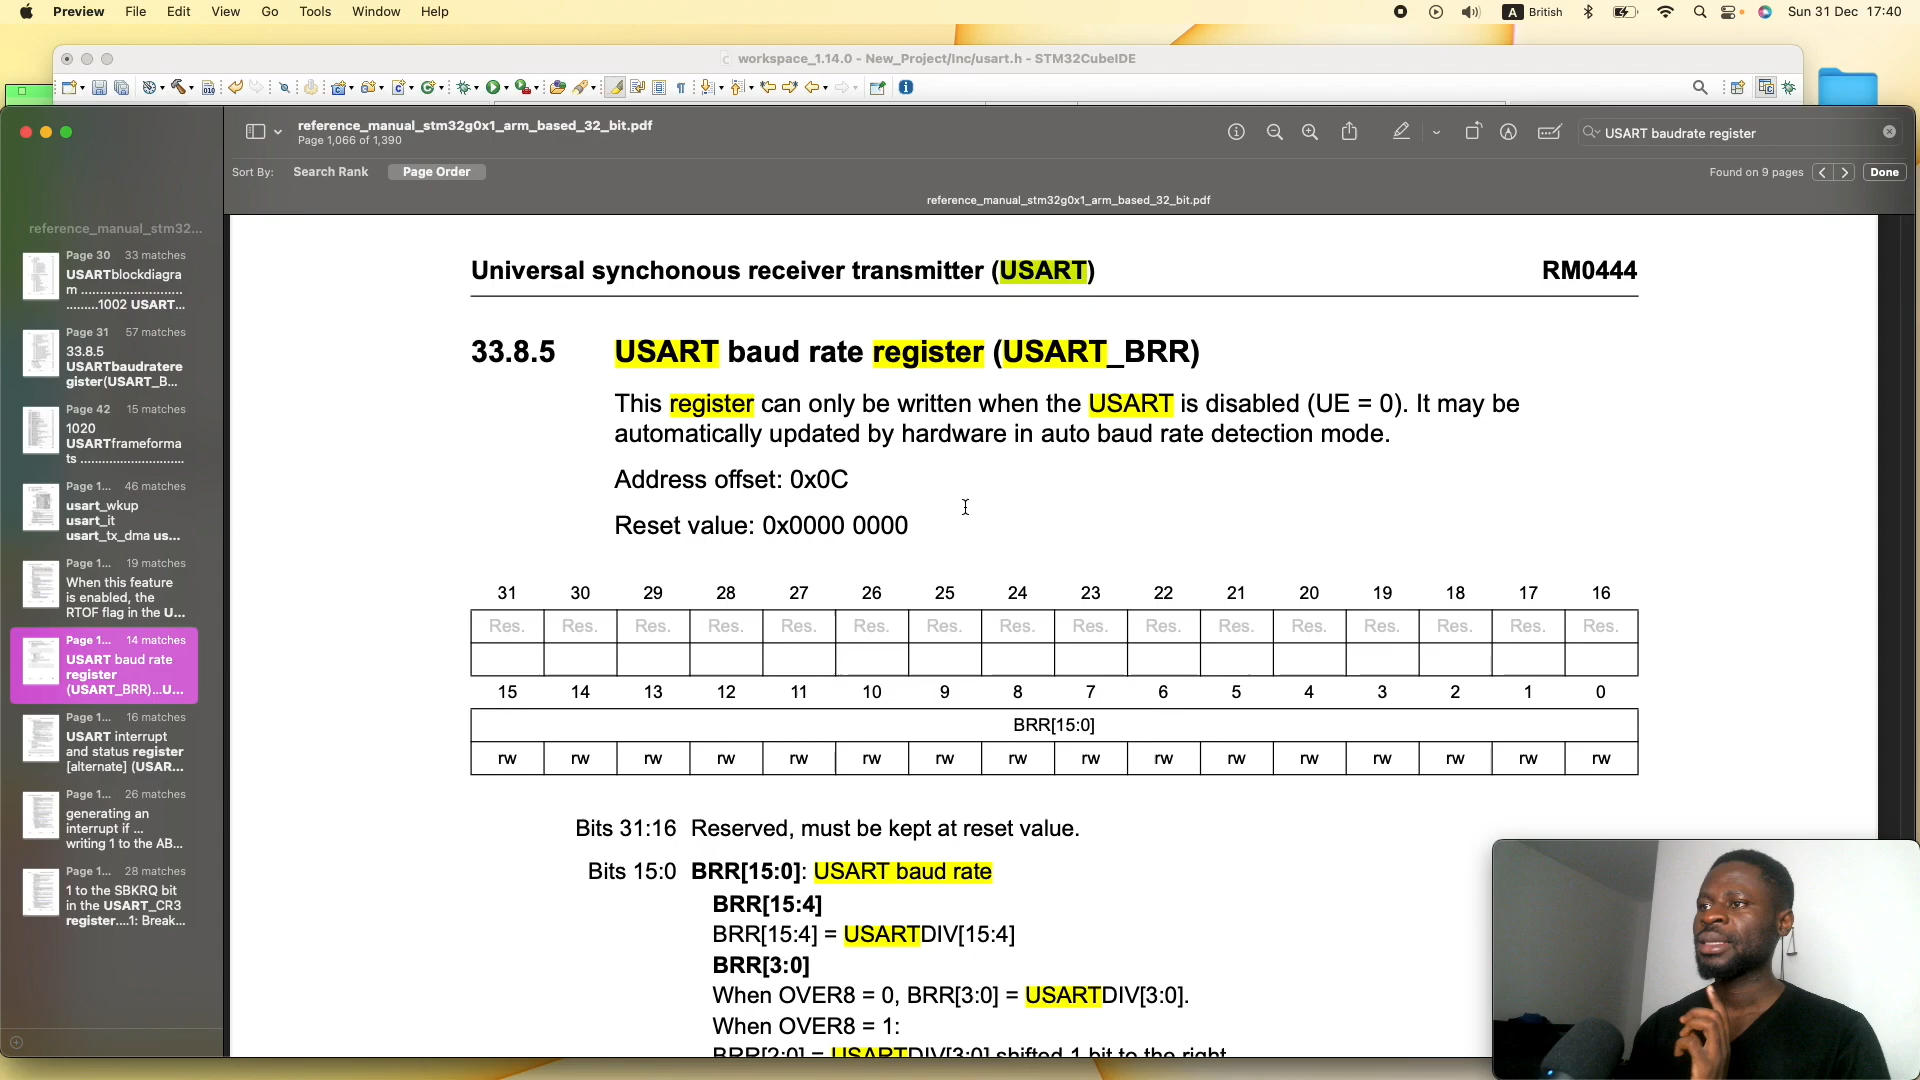 Preview File Edit View Go Tools Window Help
A British Sun 31 Dec 17:40
workspace_1.14.0 - New_Project/Inc/usart.h - STM32CubeIDE
reference_manual_stm32g0x1_arm_based_32_bit.pdf
Page 1,066 of 1,390
USART baudrate register
Sort By: Search Rank Page Order
Found on 9 pages Done
reference_manual_stm32g0x1_arm_based_32_bit.pdf
reference_manual_stm32...
Page 30 33 matches
USARTblockdiagra
m ..........................
.........1002 USART...
Page 31 57 matches
33.8.5
USARTbaudratere
gister(USART_B...
Page 42 15 matches
1020
USARTframeforma
ts ..........................
Page 1... 46 matches
usart_wkup
usart_it
usart_tx_dma us...
Page 1... 19 matches
When this feature
is enabled, the
RTOF flag in the U...
Page 1... 14 matches
USART baud rate
register
(USART_BRR)...U...
Page 1... 16 matches
USART interrupt
and status register
[alternate] (USAR...
Page 1... 26 matches
generating an
interrupt if ...
writing 1 to the AB...
Page 1... 28 matches
1 to the SBKRQ bit
in the USART_CR3
register....1: Break...
Universal synchonous receiver transmitter (USART) RM0444
33.8.5 USART baud rate register (USART_BRR)
This register can only be written when the USART is disabled (UE = 0). It may be
automatically updated by hardware in auto baud rate detection mode.
Address offset: 0x0C
Reset value: 0x0000 0000
31 30 29 28 27 26 25 24 23 22 21 20 19 18 17 16
Res. Res. Res. Res. Res. Res. Res. Res. Res. Res. Res. Res. Res. Res. Res. Res.
15 14 13 12 11 10 9 8 7 6 5 4 3 2 1 0
BRR[15:0]
rw rw rw rw rw rw rw rw rw rw rw rw rw rw rw rw
Bits 31:16 Reserved, must be kept at reset value.
Bits 15:0 BRR[15:0]: USART baud rate
BRR[15:4]
BRR[15:4] = USARTDIV[15:4]
BRR[3:0]
When OVER8 = 0, BRR[3:0] = USARTDIV[3:0].
When OVER8 = 1:
BRR[2:0] = USARTDIV[3:0] shifted 1 bit to the right.